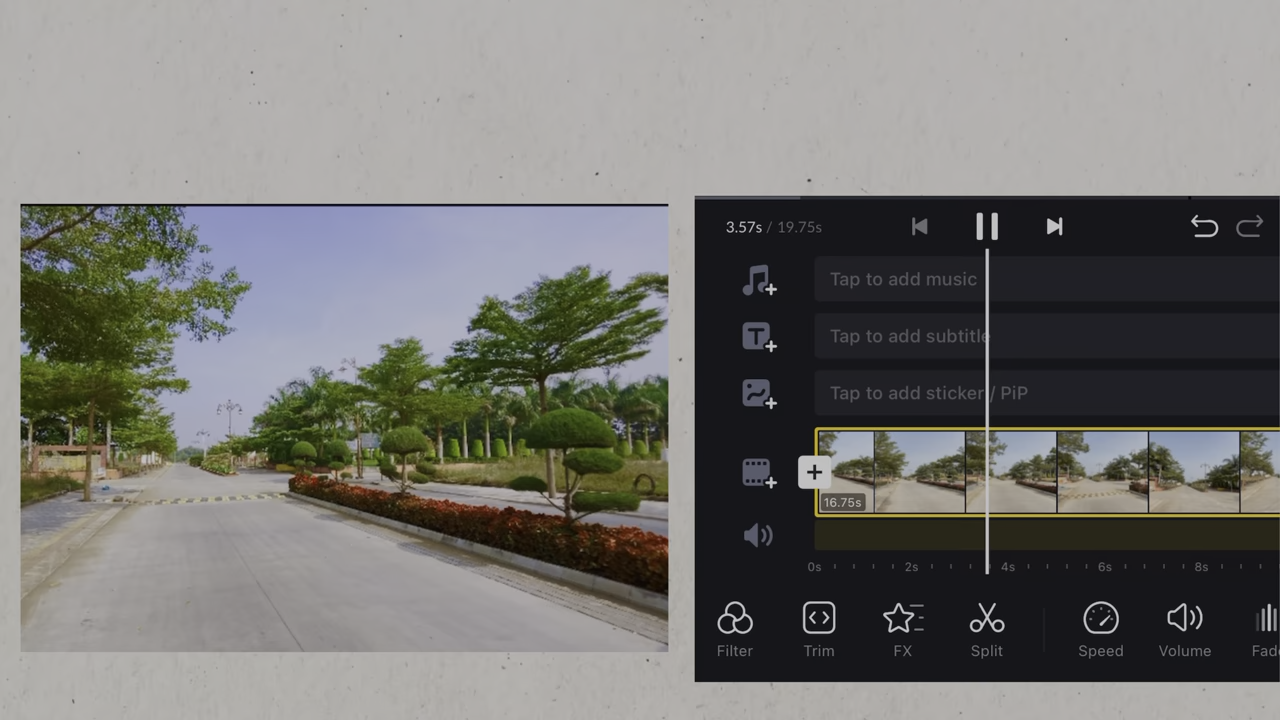 3.57s / 19.75s
Tap to add music
Tap to add subtitle
Tap to add sticker / PiP
16.75s
0s 2s 4s 6s 8s
Filter Trim FX Split Speed Volume Fad